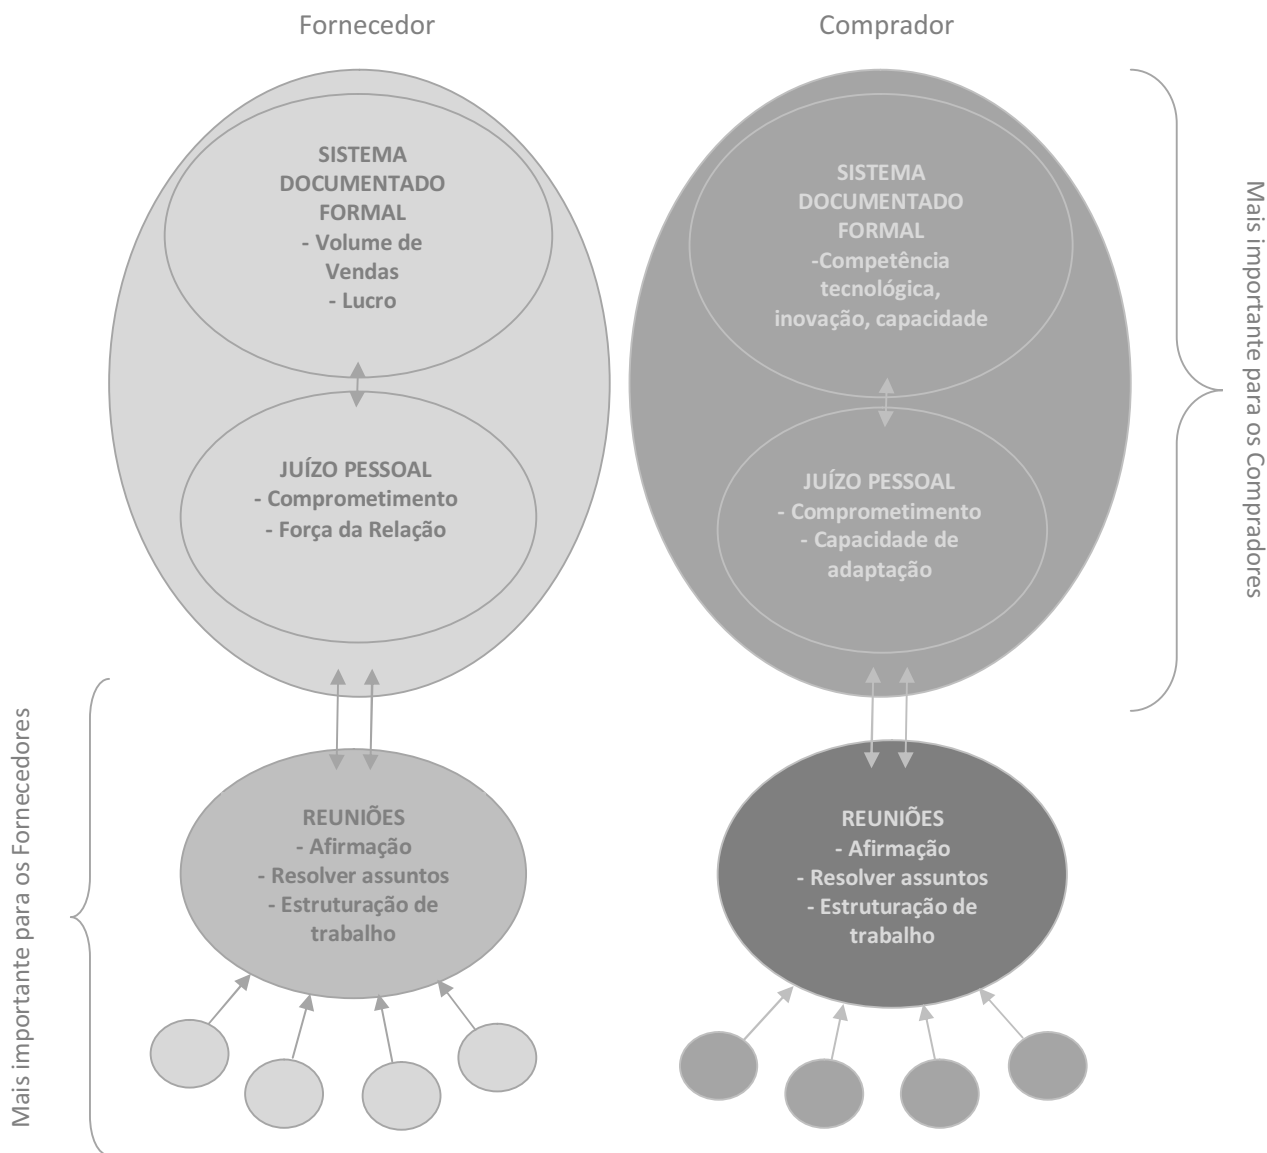 Fornecedor
Comprador
SISTEMA
DOCUMENTADO
FORMAL
- Volume de
Vendas
- Lucro
JUÍZO PESSOAL
- Comprometimento
- Força da Relação
REUNIÕES
- Afirmação
- Resolver assuntos
- Estruturação de
trabalho
SISTEMA
DOCUMENTADO
FORMAL
-Competência
tecnológica,
inovação, capacidade
JUÍZO PESSOAL
- Comprometimento
- Capacidade de
adaptação
REUNIÕES
- Afirmação
- Resolver assuntos
- Estruturação de
trabalho
Mais importante para os Compradores
Mais importante para os Fornecedores